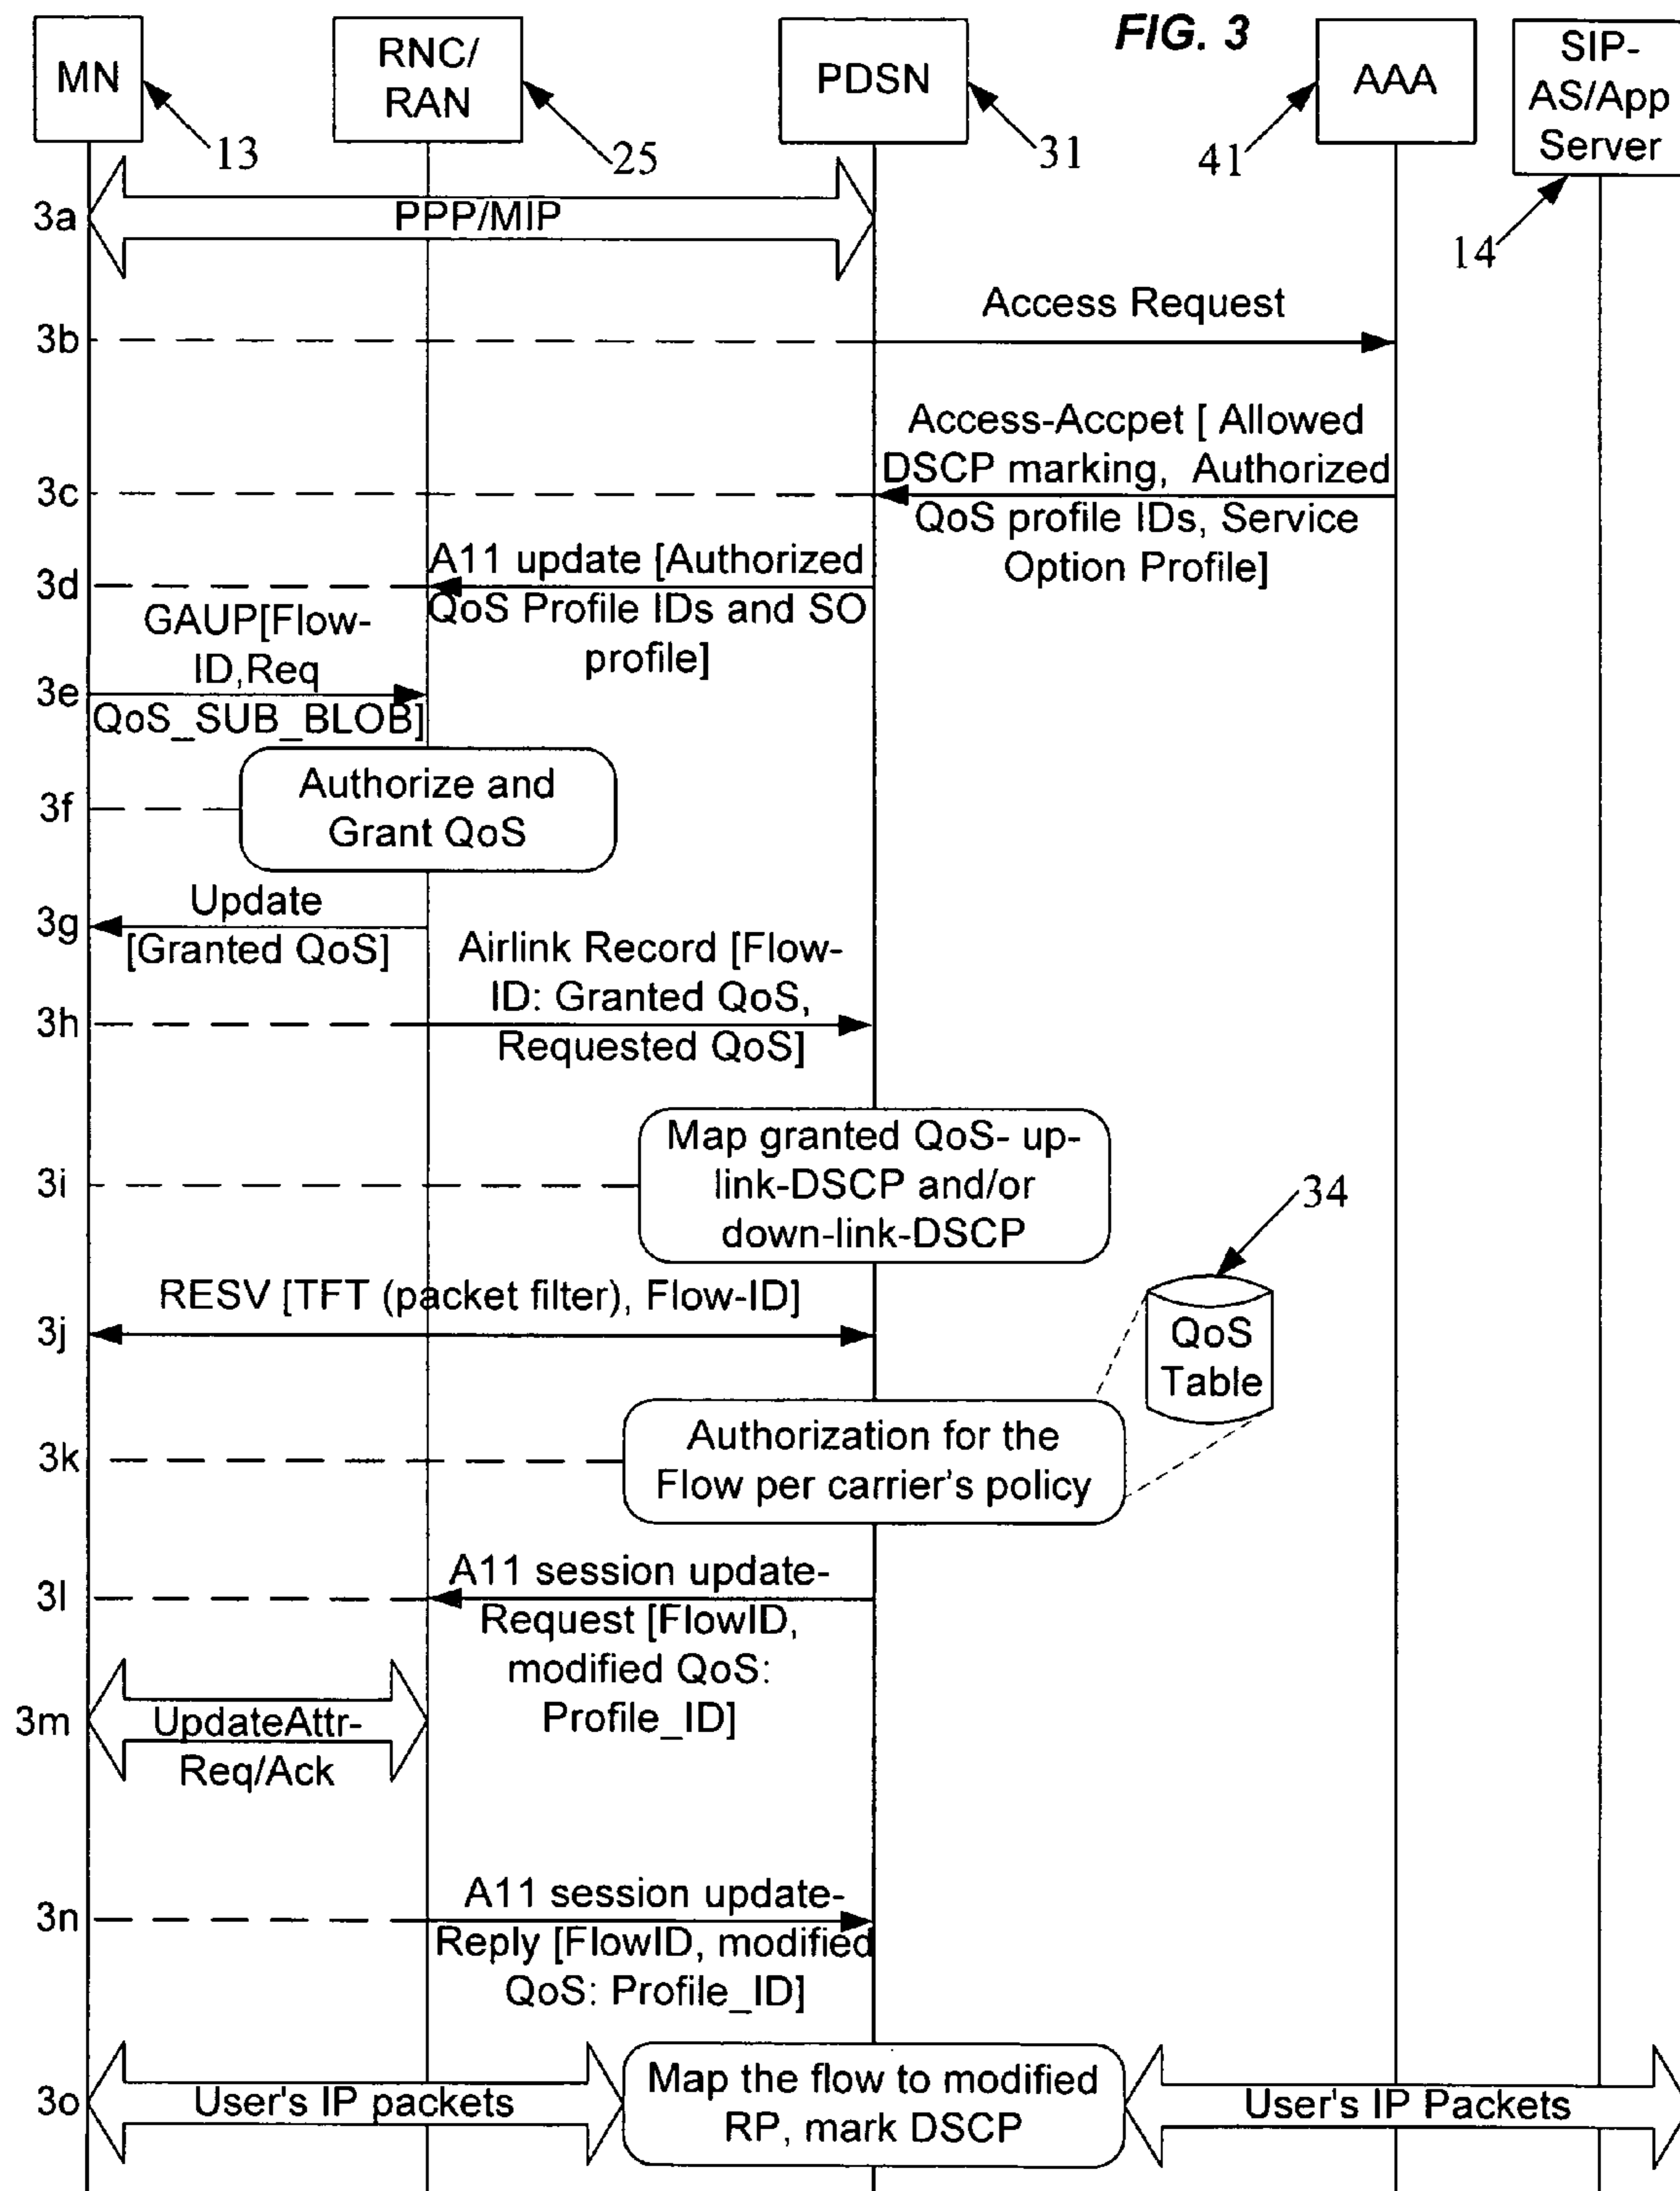 FIG. 3
MN
RNC/
RAN
PDSN
AAA
SIP-
AS/App
Server
13
25
31
41
14
3a
PPP/MIP
Access Request
3b
Access-Accpet [ Allowed
DSCP marking, Authorized
3c
QoS profile IDs, Service
Option Profile]
A11 update [Authorized
3d
QoS Profile IDs and SO
profile]
GAUP[Flow-
ID,Req
3e
QoS_SUB_BLOB]
3f
Authorize and
Grant QoS
Update
3g
[Granted QoS]
Airlink Record [Flow-
ID: Granted QoS,
3h
Requested QoS]
3i
Map granted QoS- up-
link-DSCP and/or
down-link-DSCP
34
RESV [TFT (packet filter), Flow-ID]
3j
QoS
Table
3k
Authorization for the
Flow per carrier's policy
A11 session update-
3l
Request [FlowID,
modified QoS:
Profile_ID]
3m
UpdateAttr-
Req/Ack
A11 session update-
3n
Reply [FlowID, modified
QoS: Profile_ID]
3o
User's IP packets
Map the flow to modified
RP, mark DSCP
User's IP Packets